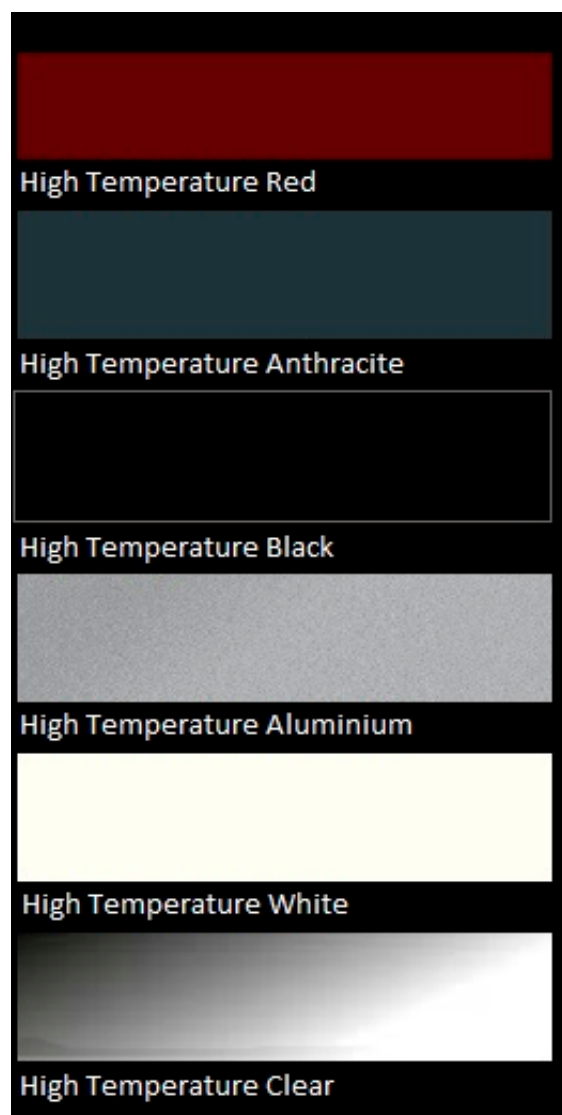 High Temperature Red
High Temperature Anthracite
High Temperature Black
High Temperature Aluminium
High Temperature White
High Temperature Clear